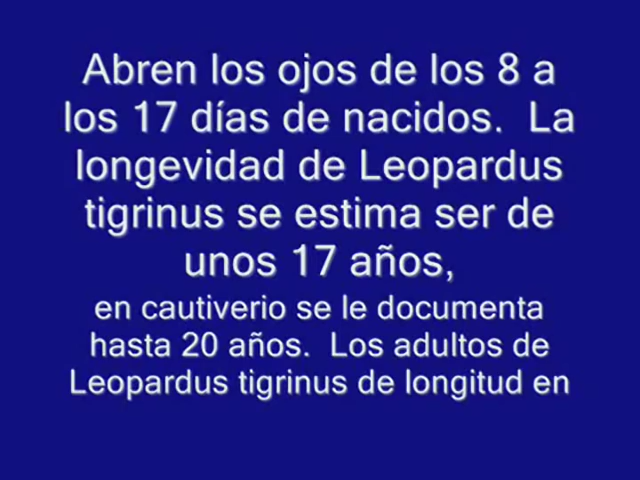 Abren los ojos de los 8 a
los 17 días de nacidos.  La
longevidad de Leopardus
tigrinus se estima ser de
unos 17 años,
en cautiverio se le documenta
hasta 20 años.  Los adultos de
Leopardus tigrinus de longitud en